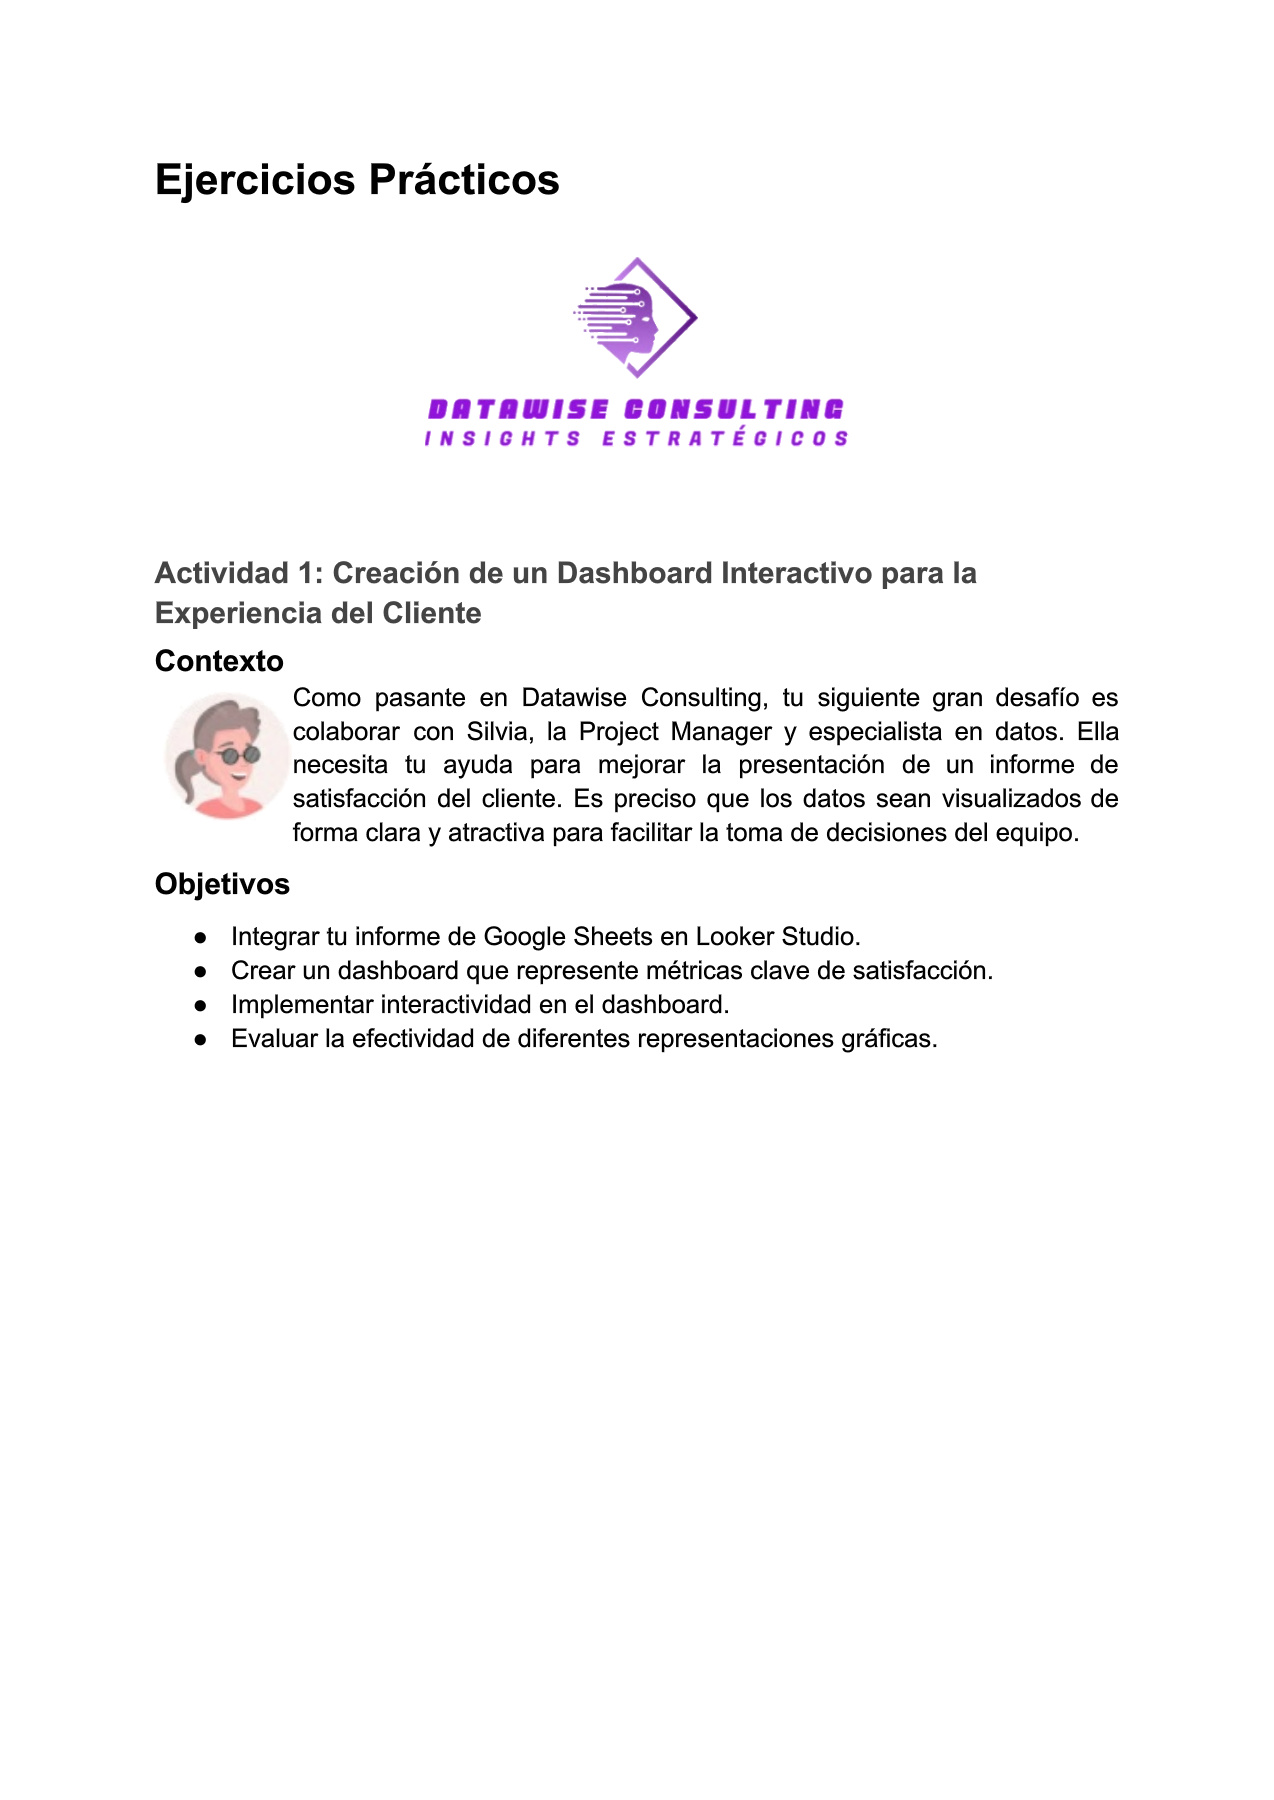 Ejercicios Prácticos
DATAWISE CONSULTING
INSIGHTS ESTRATÉGICOS
Actividad 1: Creación de un Dashboard Interactivo para la
Experiencia del Cliente
Contexto
Como pasante en Datawise Consulting, tu siguiente gran desafío es
colaborar con Silvia, la Project Manager y especialista en datos. Ella
necesita tu ayuda para mejorar la presentación de un informe de
satisfacción del cliente. Es preciso que los datos sean visualizados de
forma clara y atractiva para facilitar la toma de decisiones del equipo.
Objetivos
● Integrar tu informe de Google Sheets en Looker Studio.
● Crear un dashboard que represente métricas clave de satisfacción.
● Implementar interactividad en el dashboard.
● Evaluar la efectividad de diferentes representaciones gráficas.